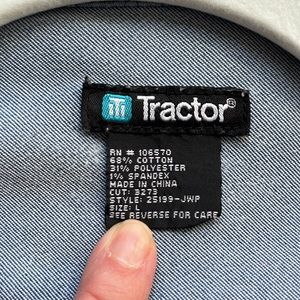 Tractor®
RN # 106570
68% COTTON
31% POLYESTER
1% SPANDEX
MADE IN CHINA
CUT: 3273
STYLE: 25199-JWP
SIZE: L
SEE REVERSE FOR CARE